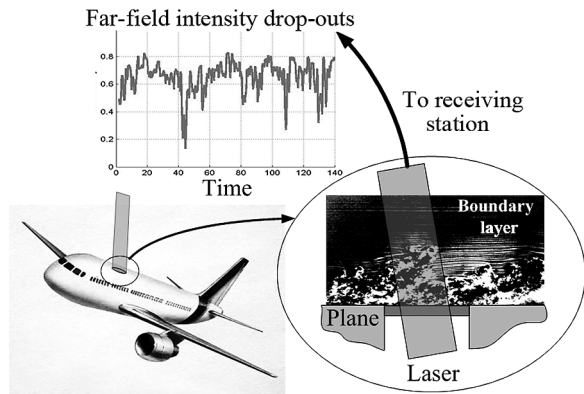 Far-field intensity drop-outs
0.8
0.6
0.4
0.2
0
0 20 40 60 80 100 120 140
Time
To receiving
station
Boundary
layer
Plane
Laser